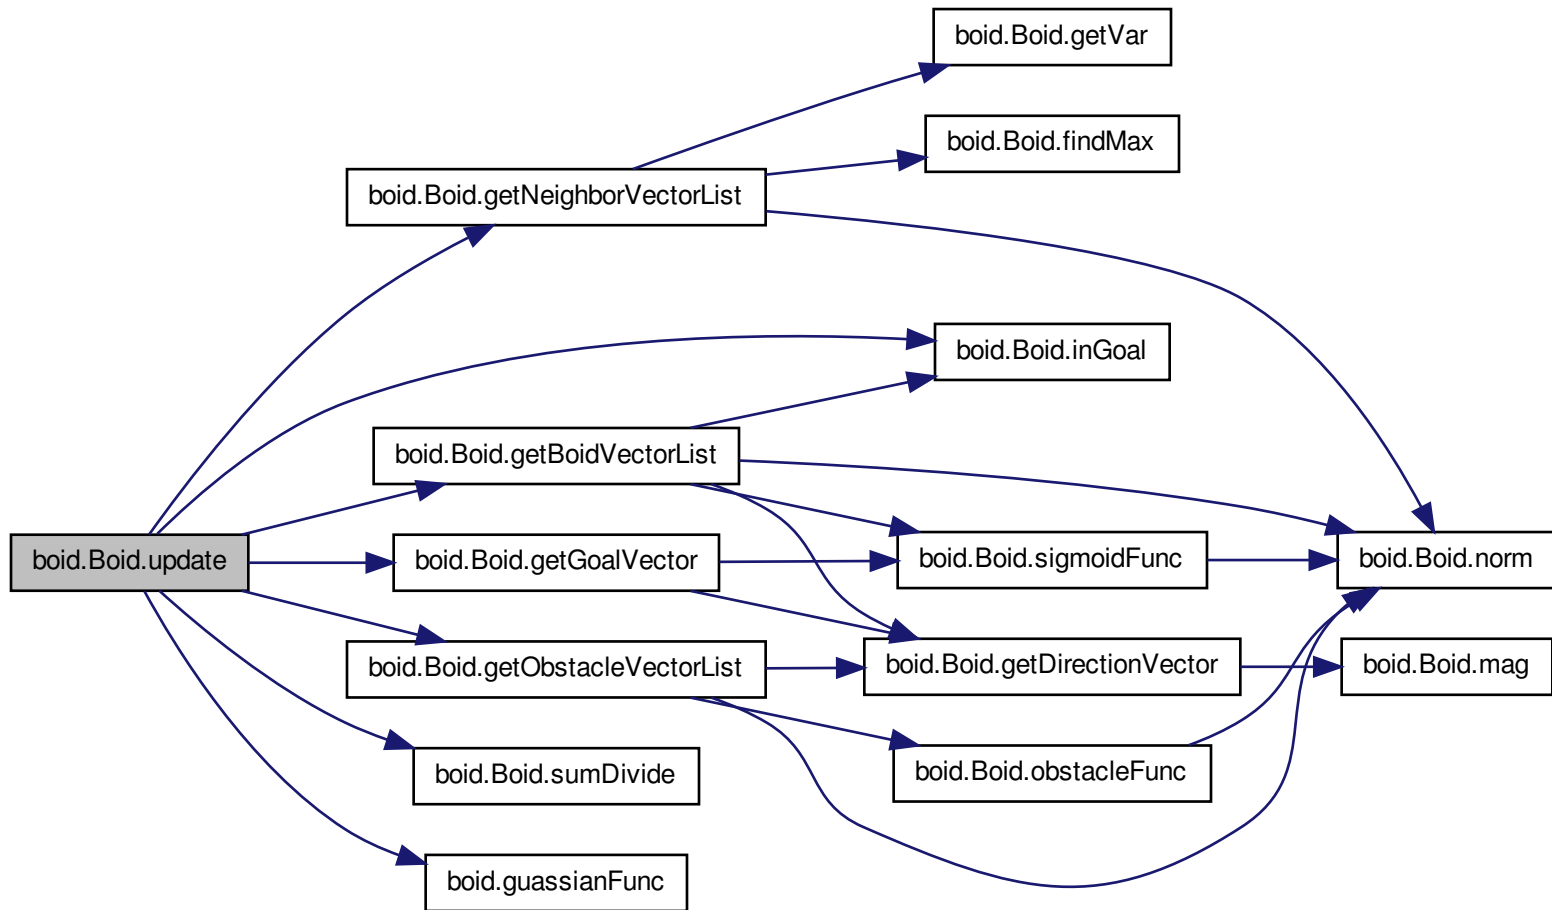 boid.Boid.getVar
boid.Boid.findMax
boid.Boid.getNeighborVectorList
boid.Boid.inGoal
boid.Boid.getBoidVectorList
boid.Boid.update
boid.Boid.getGoalVector
boid.Boid.sigmoidFunc
boid.Boid.norm
boid.Boid.getObstacleVectorList
boid.Boid.getDirectionVector
boid.Boid.mag
boid.Boid.sumDivide
boid.Boid.obstacleFunc
boid.guassianFunc